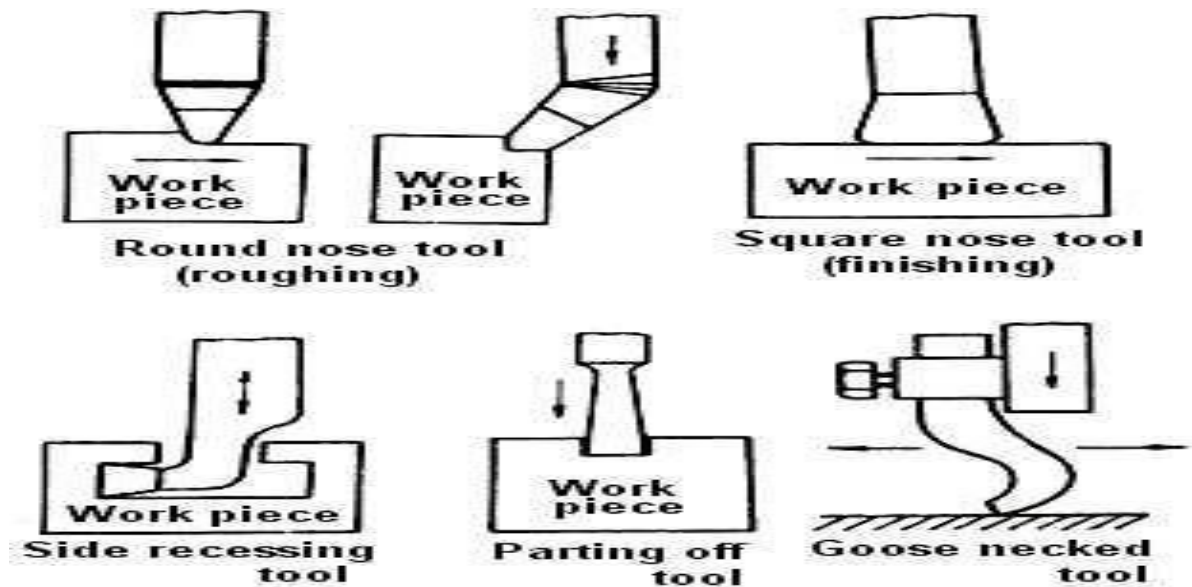 Work
piece
Work
piece
Round nose tool
(roughing)
Work piece
Square nose tool
(finishing)
Work piece
Side recessing
tool
Work
piece
Parting off
tool
Goose necked
tool